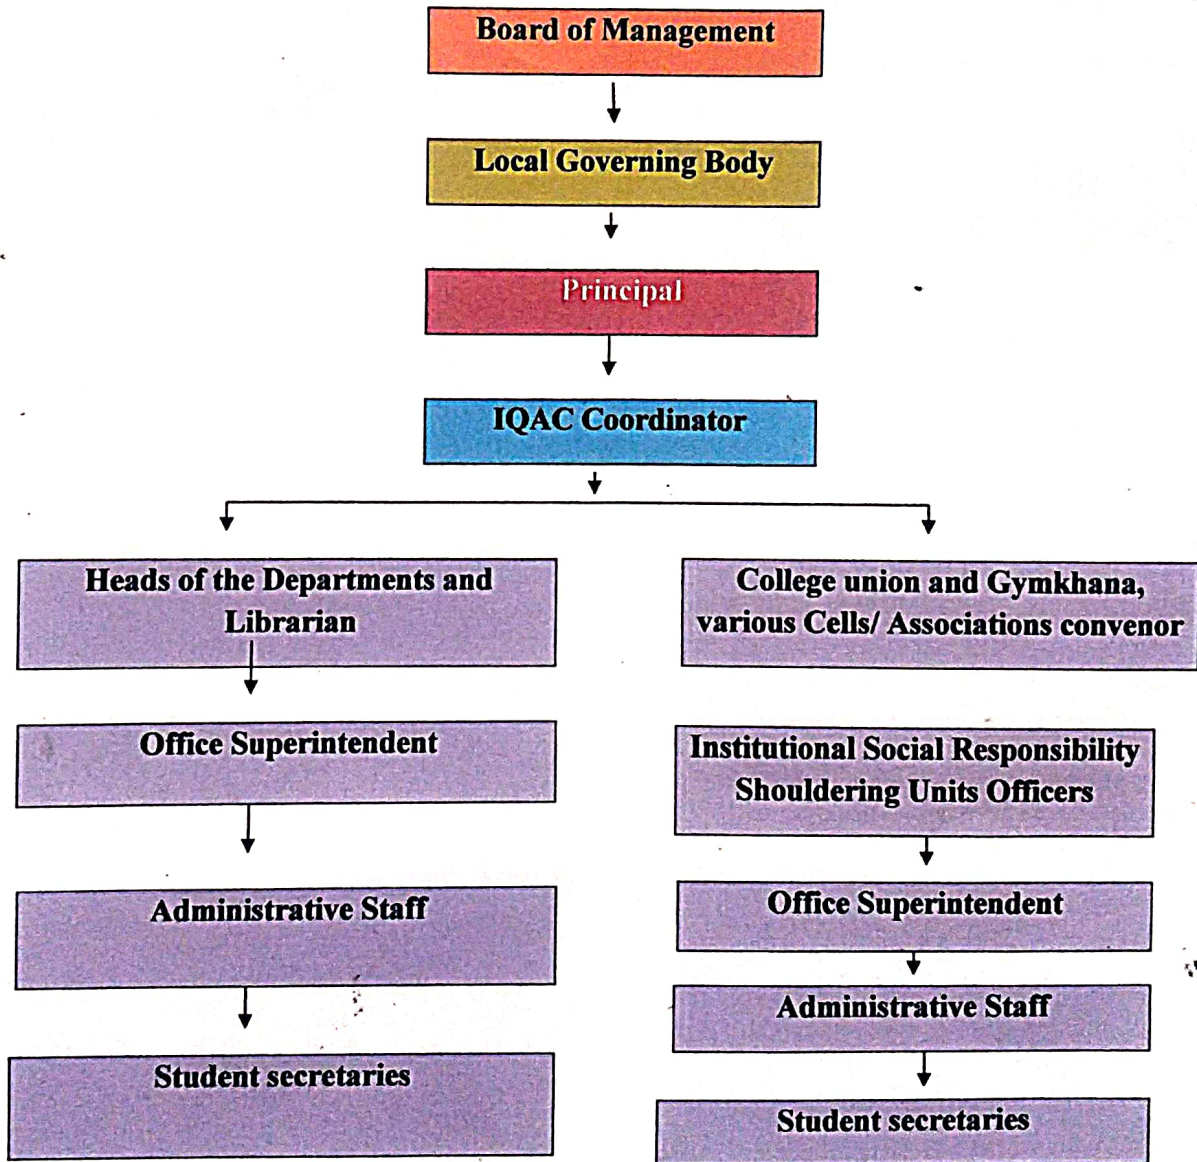 Board of Management
Local Governing Body
Principal
IQAC Coordinator
Heads of the Departments and
Librarian
Office Superintendent
Administrative Staff
Student secretaries
College union and Gymkhana,
various Cells/ Associations convenor
Institutional Social Responsibility
Shouldering Units Officers
Office Superintendent
Administrative Staff
Student secretaries